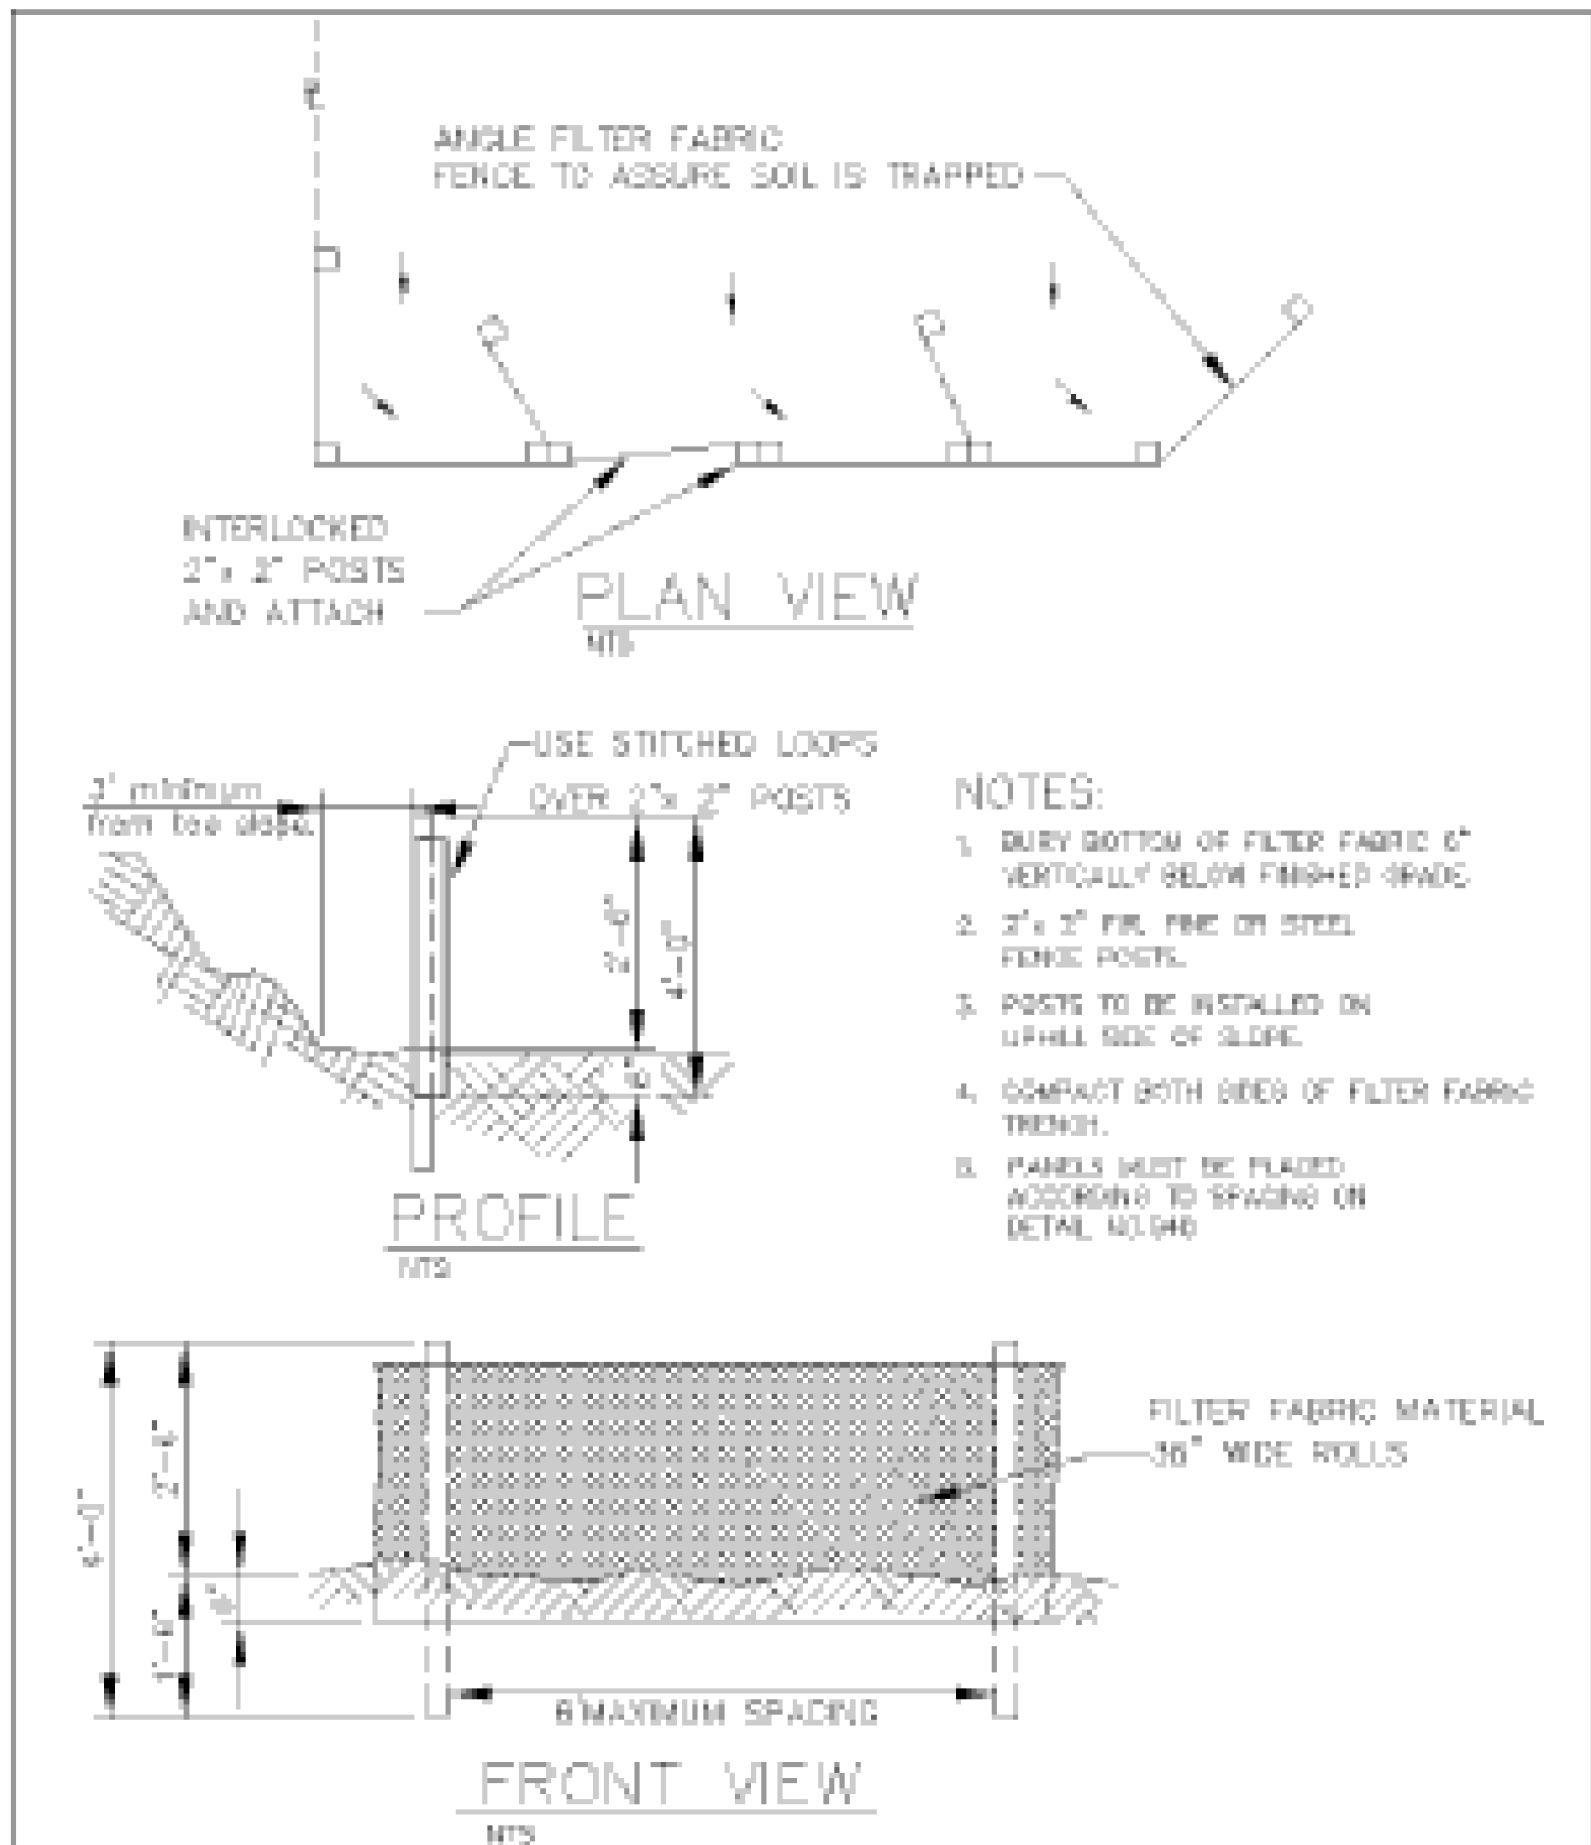 ANGLE FILTER FABRIC
FENCE TO ASSURE SOIL IS TRAPPED
INTERLOCKED
2"x 2" POSTS
AND ATTACH
PLAN VIEW
NTS
USE STITCHED LOOPS
OVER 2"x 2" POSTS
minimum
from toe slope.
4'-0"
6"
PROFILE
NTS
NOTES:
1. BURY BOTTOM OF FILTER FABRIC 6"
VERTICALLY BELOW FINISHED GRADE
2. 2"x 2" FIR, PINE OR STEEL
FENCE POSTS.
3. POSTS TO BE INSTALLED ON
UPHILL SIDE OF SLOPE.
4. COMPACT BOTH SIDES OF FILTER FABRIC
TRENCH.
5. PANELS MUST BE PLACED
ACCORDING TO SPACING ON
DETAIL
4'-0"
2'-6"
1'-6"
FILTER FABRIC MATERIAL
36" WIDE ROLLS
6'MAXIMUM SPACING
FRONT VIEW
NTS